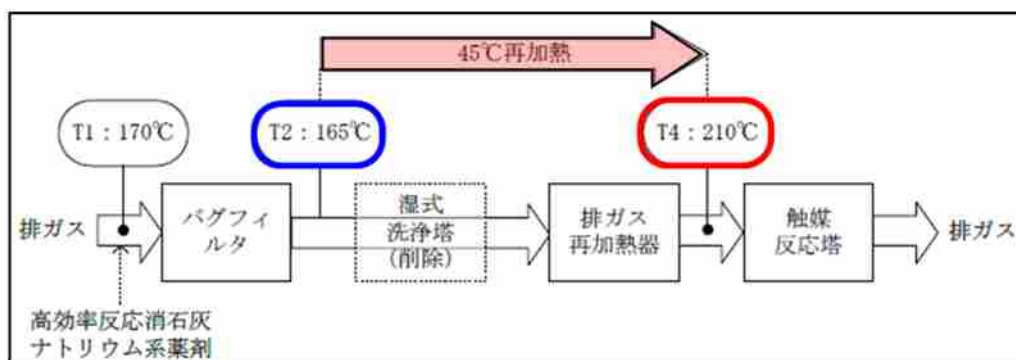 45℃再加熱
T1：170℃
T2：165℃
T4：210℃
排ガス
バグフィ
ルタ
湿式
洗浄塔
(削除)
排ガス
再加熱器
触媒
反応塔
排ガス
高効率反応消石灰
ナトリウム系薬剤